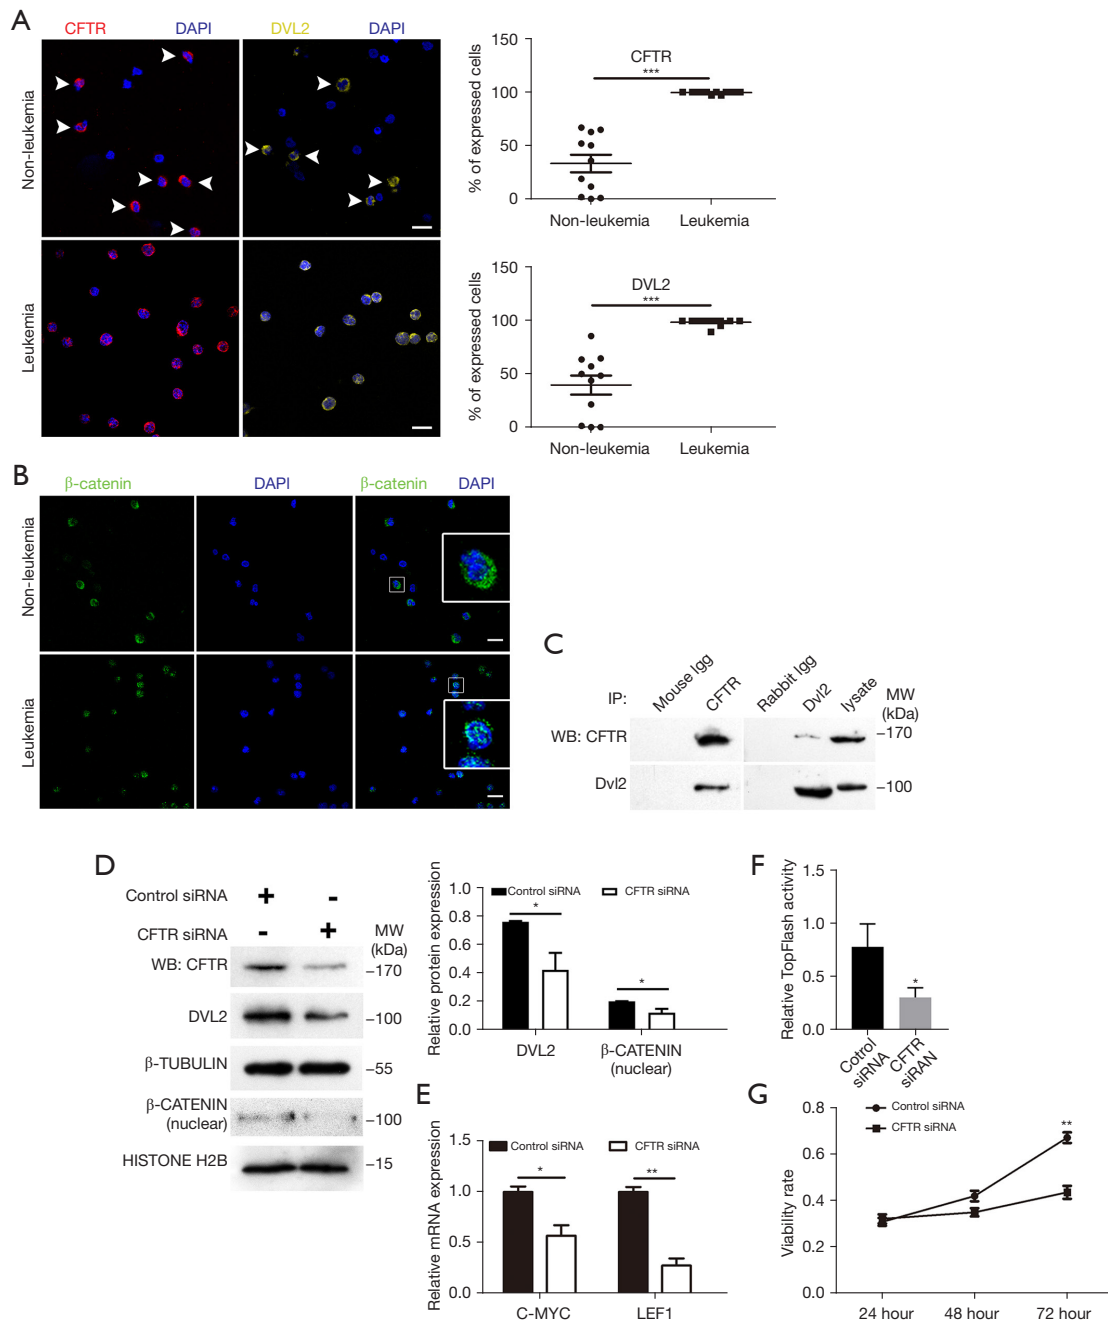 A
CFTR DAPI DVL2 DAPI
Non-leukemia
Leukemia
CFTR
***
% of expressed cells
150
100
50
0
Non-leukemia Leukemia
DVL2
***
% of expressed cells
150
100
50
0
Non-leukemia Leukemia
B
β-catenin DAPI β-catenin DAPI
Non-leukemia
Leukemia
C
IP: Mouse Igg CFTR Rabbit Igg Dvl2 lysate MW (kDa)
WB: CFTR -170
Dvl2 -100
D
Control siRNA + -
CFTR siRNA - + MW (kDa)
WB: CFTR -170
DVL2 -100
β-TUBULIN -55
β-CATENIN (nuclear) -100
HISTONE H2B -15
Relative protein expression
1.0
0.8
0.6
0.4
0.2
0.0
Control siRNA CFTR siRNA
* *
DVL2 β-CATENIN (nuclear)
E
Relative mRNA expression
1.5
1.0
0.5
0.0
Control siRNA CFTR siRNA
* **
C-MYC LEF1
F
Relative TopFlash activity
1.5
1.0
0.5
0.0
*
Cotrol siRNA CFTR siRAN
G
Viability rate
0.8
0.6
0.4
0.2
0.0
Control siRNA
CFTR siRNA
**
24 hour 48 hour 72 hour